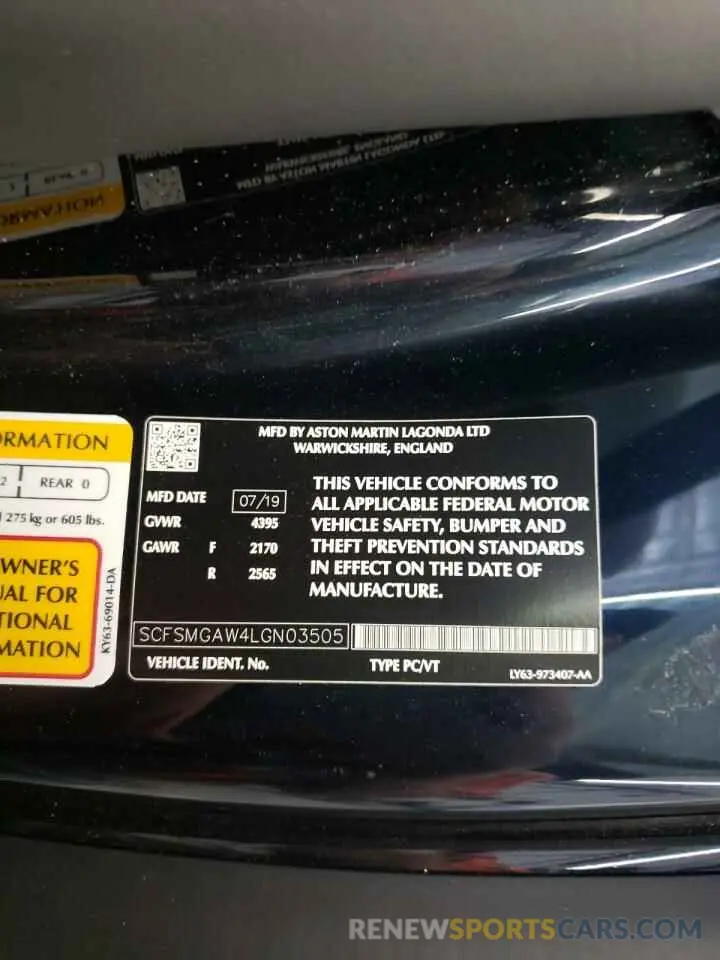 ORMATION
2 REAR 0
275 kg or 605 lbs.
WNER'S
UAL FOR
TIONAL
MATION
KY63-69014-DA
MFD BY ASTON MARTIN LAGONDA LTD
WARWICKSHIRE, ENGLAND
MFD DATE 07/19
GVWR 4395
GAWR F 2170
R 2565
THIS VEHICLE CONFORMS TO
ALL APPLICABLE FEDERAL MOTOR
VEHICLE SAFETY, BUMPER AND
THEFT PREVENTION STANDARDS
IN EFFECT ON THE DATE OF
MANUFACTURE.
SCFSMGAW4LGN03505
VEHICLE IDENT. No.
TYPE PC/VT
LY63-973407-AA
RENEWSPORTSCARS.COM